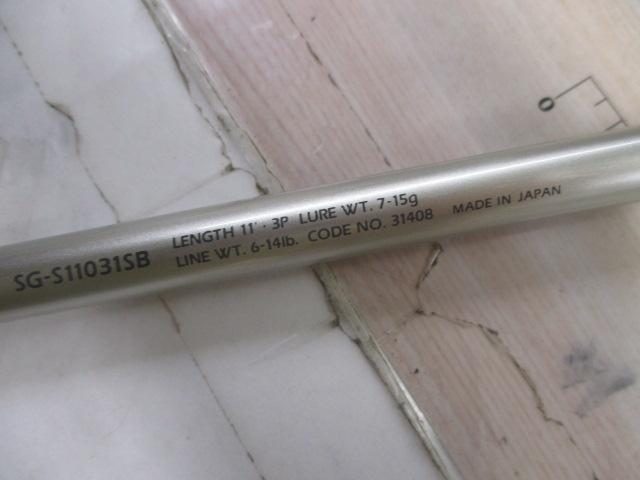 SG-S11031SB
LENGTH 11' · 3P LURE WT. 7-15g
LINE WT. 6-14lb. CODE NO. 31408
MADE IN JAPAN
0